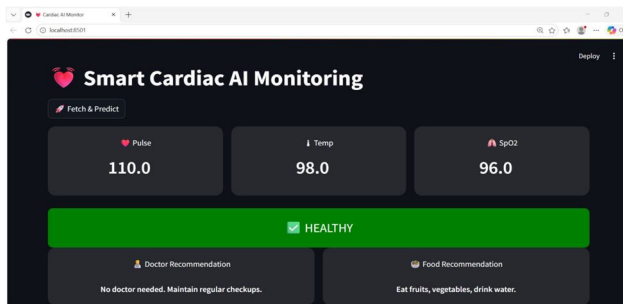 Cardiac AI Monitor
localhost:8501
Deploy
Smart Cardiac AI Monitoring
Fetch & Predict
Pulse
110.0
Temp
98.0
SpO2
96.0
HEALTHY
Doctor Recommendation
No doctor needed. Maintain regular checkups.
Food Recommendation
Eat fruits, vegetables, drink water.